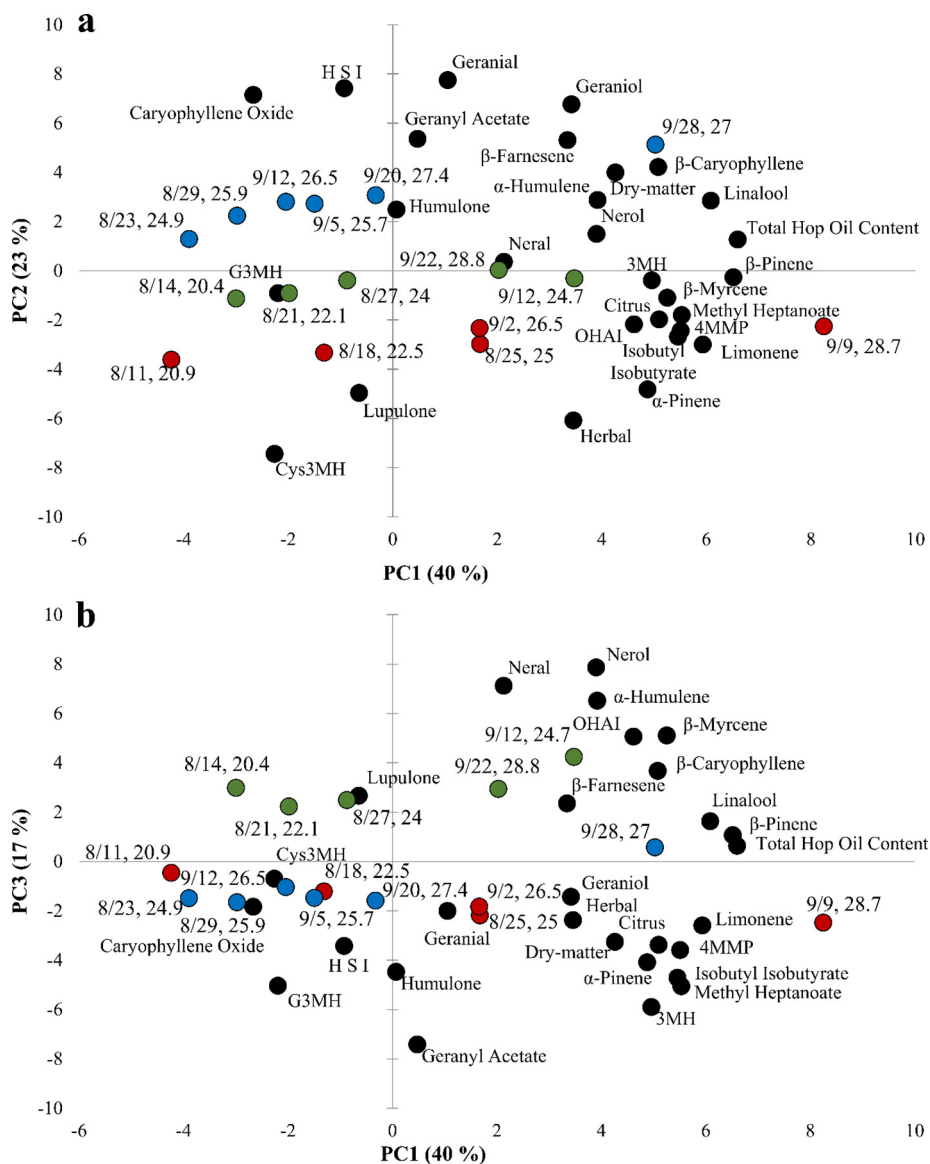 a
10
8
6
4
2
0
-2
-4
-6
-8
-10
PC2 (23 %)
H S I
Geranial
Geraniol
Caryophyllene Oxide
Geranyl Acetate
9/28, 27
β-Farnesene
β-Caryophyllene
9/12, 26.5
9/20, 27.4
α-Humulene
Dry-matter
8/29, 25.9
Linalool
8/23, 24.9
9/5, 25.7
Humulone
Nerol
Total Hop Oil Content
Neral
9/22, 28.8
3MH
β-Pinene
G3MH
8/14, 20.4
8/27, 24
9/12, 24.7
β-Myrcene
8/21, 22.1
Citrus
Methyl Heptanoate
9/2, 26.5
OHAI
4MMP
8/18, 22.5
8/25, 25
Isobutyl
Limonene
9/9, 28.7
8/11, 20.9
Isobutyrate
α-Pinene
Lupulone
Herbal
Cys3MH
-6
-4
-2
0
2
4
6
8
10
PC1 (40 %)
b
10
8
6
4
2
0
-2
-4
-6
-8
-10
PC3 (17 %)
Neral
Nerol
α-Humulene
OHAI
β-Myrcene
9/12, 24.7
8/14, 20.4
Lupulone
9/22, 28.8
β-Caryophyllene
β-Farnesene
8/21, 22.1
8/27, 24
Linalool
9/28, 27
β-Pinene
Total Hop Oil Content
8/11, 20.9
Cys3MH
8/18, 22.5
9/12, 26.5
9/20, 27.4
9/2, 26.5
Geraniol
8/23, 24.9
Herbal
9/9, 28.7
8/29, 25.9
9/5, 25.7
8/25, 25
Citrus
Limonene
Caryophyllene Oxide
Geranial
Dry-matter
4MMP
H S I
α-Pinene
Humulone
Isobutyl Isobutyrate
G3MH
Methyl Heptanoate
3MH
Geranyl Acetate
-6
-4
-2
0
2
4
6
8
10
PC1 (40 %)